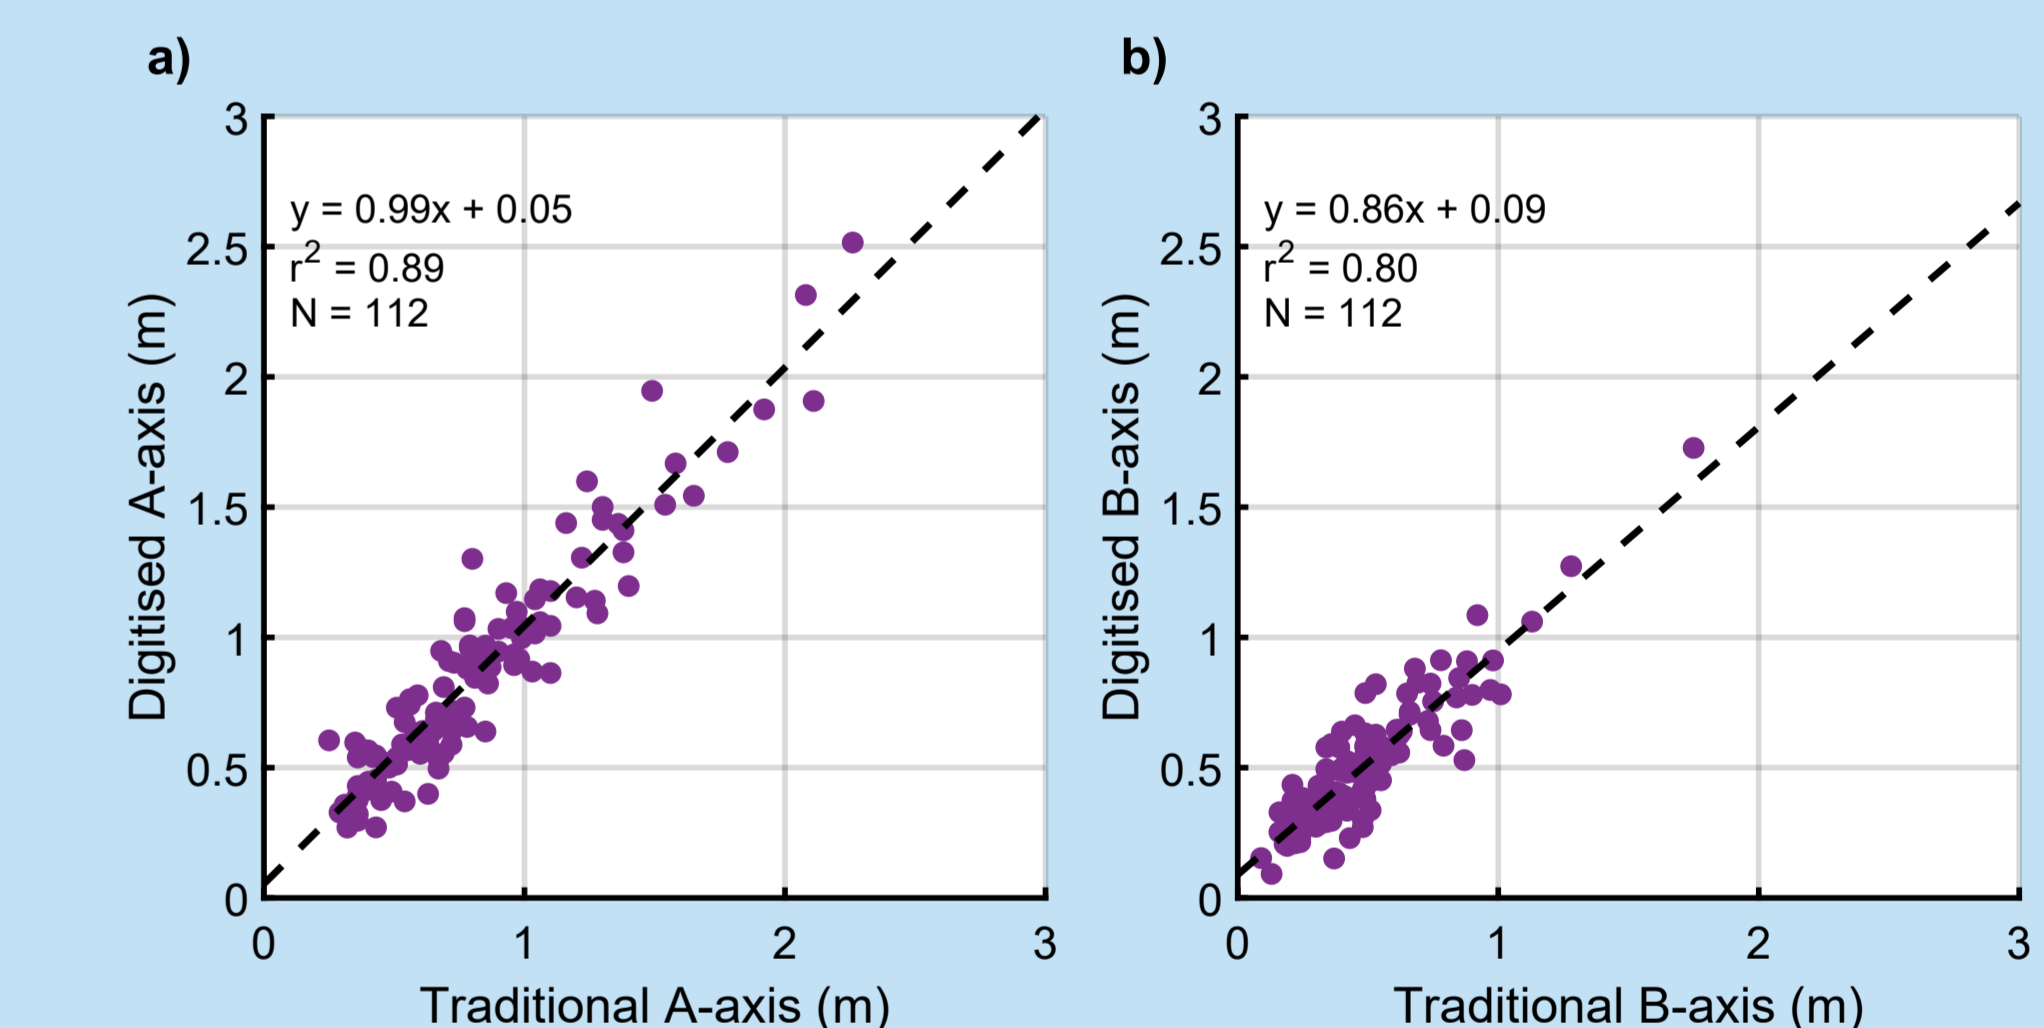 a)
3
2.5
2
1.5
1
0.5
0
0
1
2
3
y = 0.99x + 0.05
r² = 0.89
N = 112
Digitised A-axis (m)
Traditional A-axis (m)
b)
3
2.5
2
1.5
1
0.5
0
0
1
2
3
y = 0.86x + 0.09
r² = 0.80
N = 112
Digitised B-axis (m)
Traditional B-axis (m)